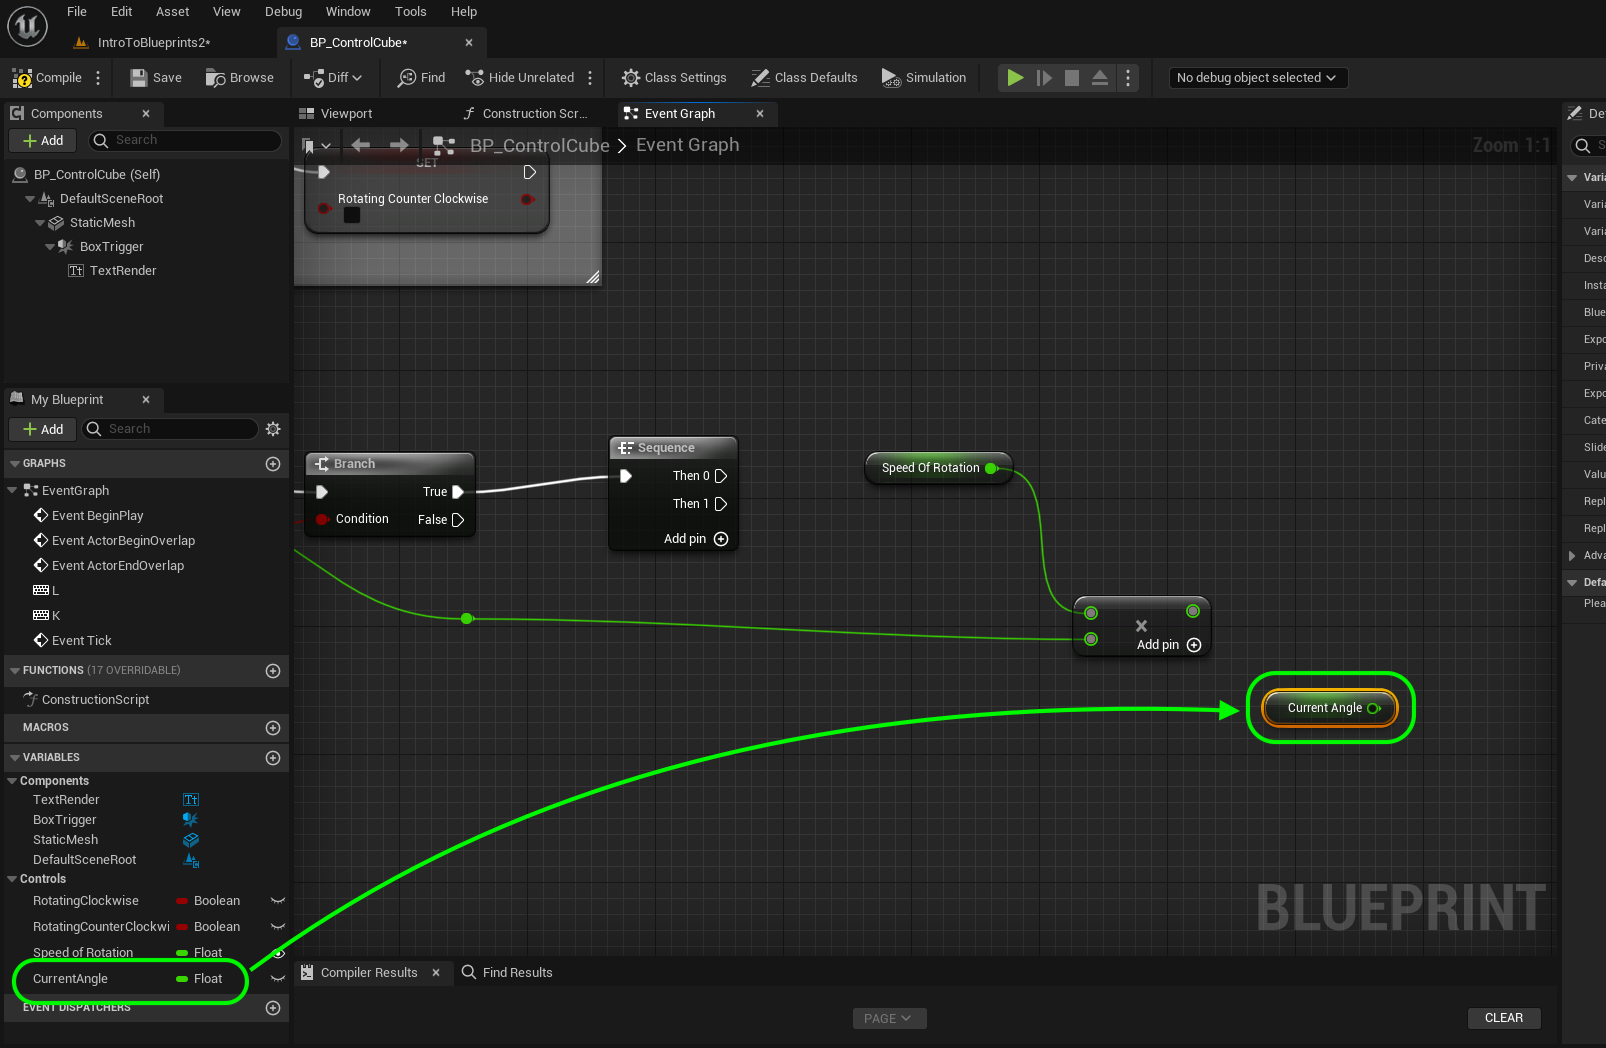 File Edit Asset View Debug Window Tools Help
IntroToBlueprints2* BP_ControlCube*
Compile Save Browse Diff Find Hide Unrelated Class Settings Class Defaults Simulation No debug object selected
Components Viewport Construction Scr... Event Graph
Add Search BP_ControlCube > Event Graph Zoom 1:1
BP_ControlCube (Self)
DefaultSceneRoot
StaticMesh
BoxTrigger
Tt TextRender
SET
Rotating Counter Clockwise
My Blueprint
Add Search
GRAPHS
EventGraph
Event BeginPlay
Event ActorBeginOverlap
Event ActorEndOverlap
L
K
Event Tick
FUNCTIONS (17 OVERRIDABLE)
ConstructionScript
MACROS
VARIABLES
Components
TextRender Tt
BoxTrigger
StaticMesh
DefaultSceneRoot
Controls
RotatingClockwise Boolean
RotatingCounterClockwi Boolean
Speed of Rotation Float
CurrentAngle Float
EVENT DISPATCHERS
Branch
True
Condition False
Sequence
Then 0
Then 1
Add pin
Speed Of Rotation
Add pin
Current Angle
BLUEPRINT
Compiler Results Find Results
PAGE CLEAR
Det
S
Varia
Varia
Varia
Desc
Insta
Blue
Expo
Priva
Expo
Cate
Slide
Valu
Repl
Repl
Adva
Defa
Plea